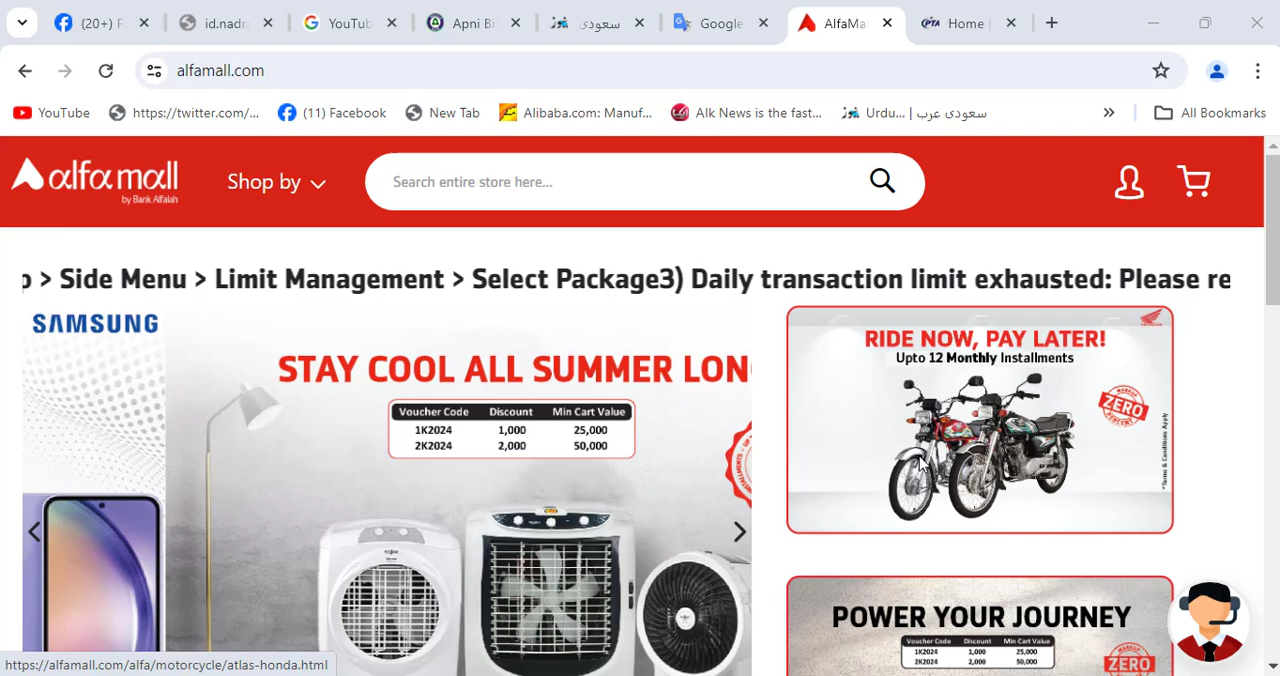 (20+) F
id.nadr
YouTub
Apni Bi
سعودی
Google
AlfaMa
Home
alfamall.com
YouTube
https://twitter.com/...
(11) Facebook
New Tab
Alibaba.com: Manuf...
Alk News is the fast...
سعودی عرب | Urdu...
»
All Bookmarks
alfa mall
by Bank Alfalah
Shop by
Search entire store here...
> Side Menu > Limit Management > Select Package3) Daily transaction limit exhausted: Please re
SAMSUNG
STAY COOL ALL SUMMER LON
Voucher Code Discount Min Cart Value
1K2024 1,000 25,000
2K2024 2,000 50,000
RIDE NOW, PAY LATER!
Upto 12 Monthly Installments
ZERO
*Terms & Conditions Apply
POWER YOUR JOURNEY
Voucher Code Discount Min Cart Value
1K2024 1,000 25,000
2K2024 2,000 50,000
ZERO
https://alfamall.com/alfa/motorcycle/atlas-honda.html